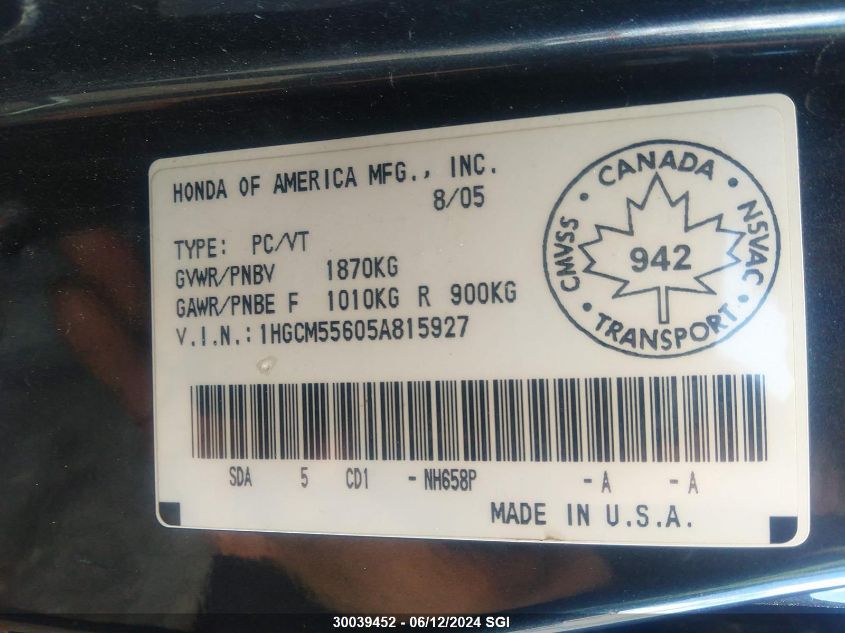 HONDA OF AMERICA MFG., INC.
8/05
TYPE: PC/VT
GVWR/PNBV 1870KG
GAWR/PNBE F 1010KG R 900KG
V.I.N.: 1HGCM55605A815927
• CANADA •
CMVSS
942
NSVAC
• TRANSPORT •
SDA 5 CD1 - NH658P - A - A
MADE IN U.S.A.
30039452 - 06/12/2024 SGI